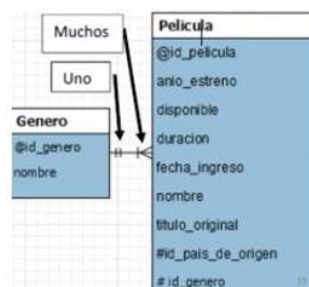 Muchos
Uno
Genero
@id_genero
nombre
Pelicula
@id_pelicula
anio_estreno
disponible
duracion
fecha_ingreso
nombre
titulo_original
#id_pais_de_origen
# id_genero